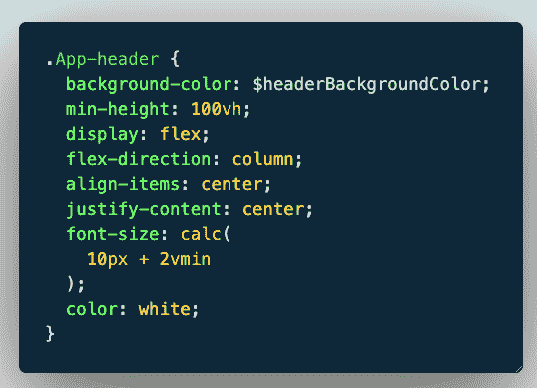 .App-header {
  background-color: $headerBackgroundColor;
  min-height: 100vh;
  display: flex;
  flex-direction: column;
  align-items: center;
  justify-content: center;
  font-size: calc(
    10px + 2vmin
  );
  color: white;
}